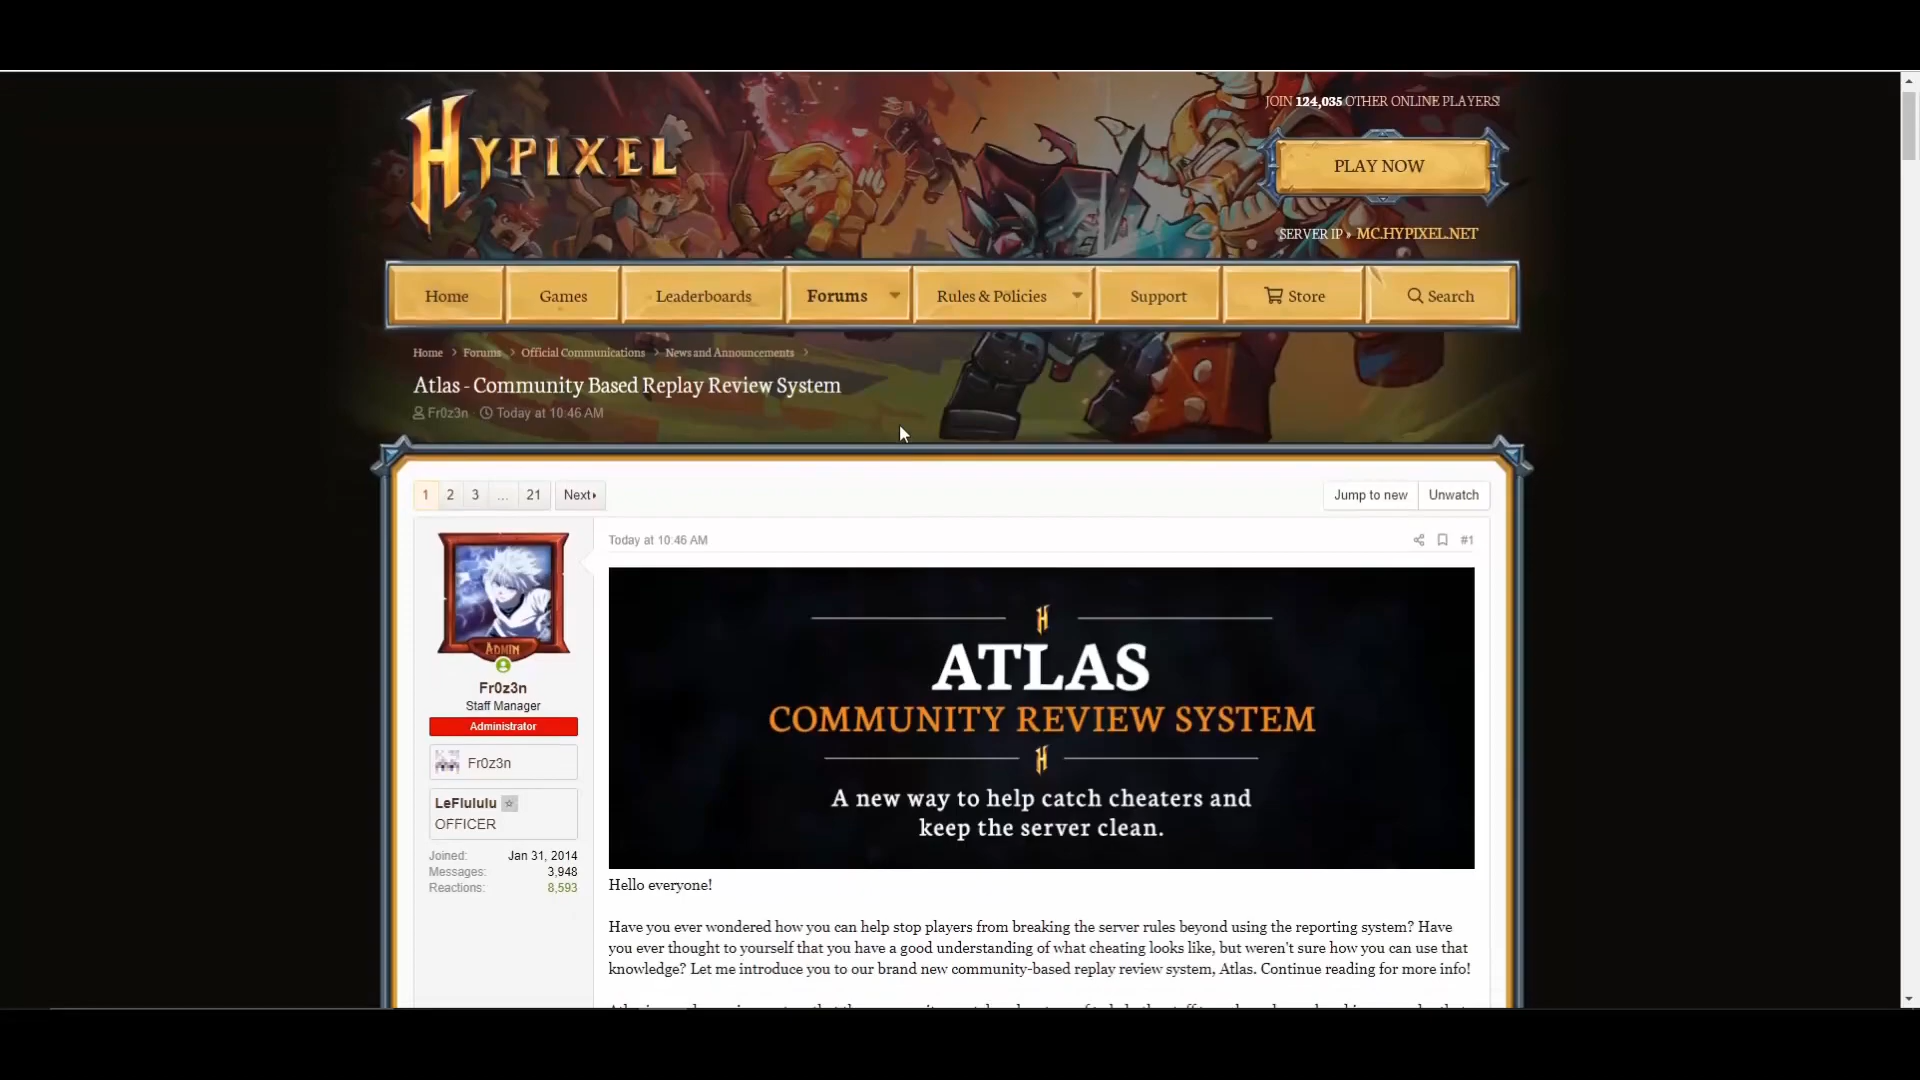 HYPIXEL
JOIN 124,035 OTHER ONLINE PLAYERS!
PLAY NOW
SERVER IP » MC.HYPIXEL.NET
Home Games Leaderboards Forums Rules & Policies Support Store Search
Home > Forums > Official Communications > News and Announcements >
Atlas - Community Based Replay Review System
Fr0z3n Today at 10:46 AM
1 2 3 ... 21 Next
Jump to new Unwatch
ADMIN
Fr0z3n
Staff Manager
Administrator
Fr0z3n
LeFlululu
OFFICER
Joined: Jan 31, 2014
Messages: 3,948
Reactions: 8,593
Today at 10:46 AM #1
ATLAS
COMMUNITY REVIEW SYSTEM
A new way to help catch cheaters and
keep the server clean.
Hello everyone!
Have you ever wondered how you can help stop players from breaking the server rules beyond using the reporting system? Have
you ever thought to yourself that you have a good understanding of what cheating looks like, but weren't sure how you can use that
knowledge? Let me introduce you to our brand new community-based replay review system, Atlas. Continue reading for more info!